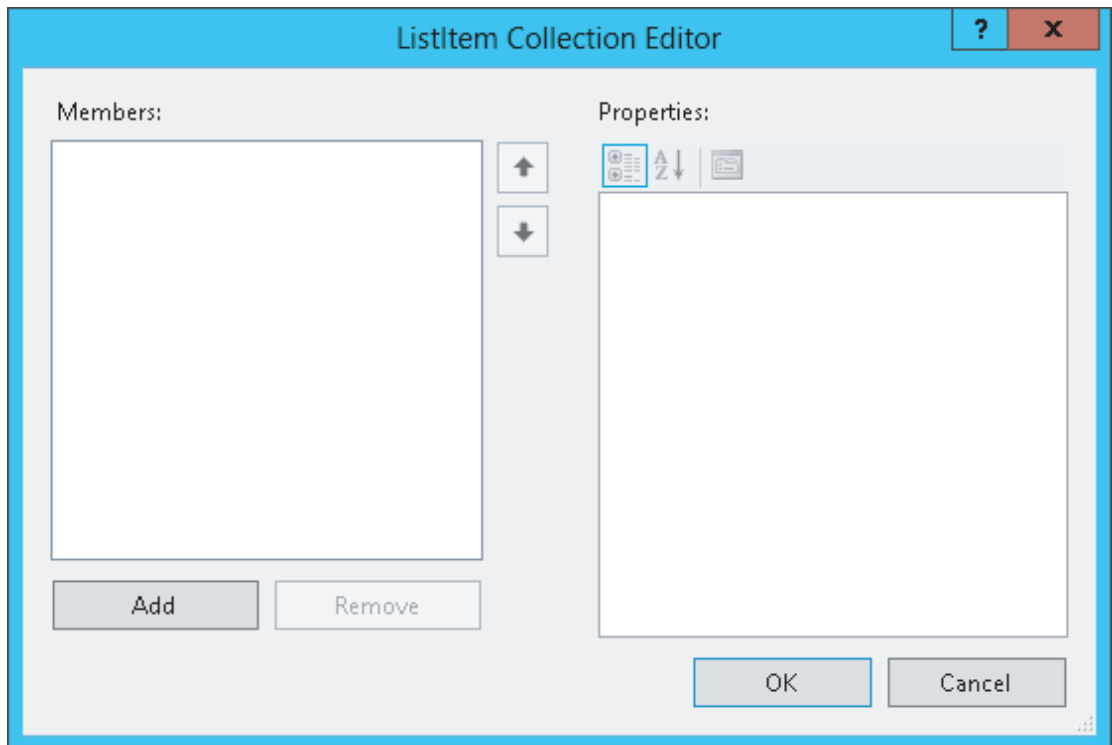 ListItem Collection Editor
?
x
Members:
Properties:
A
Z
Add
Remove
OK
Cancel